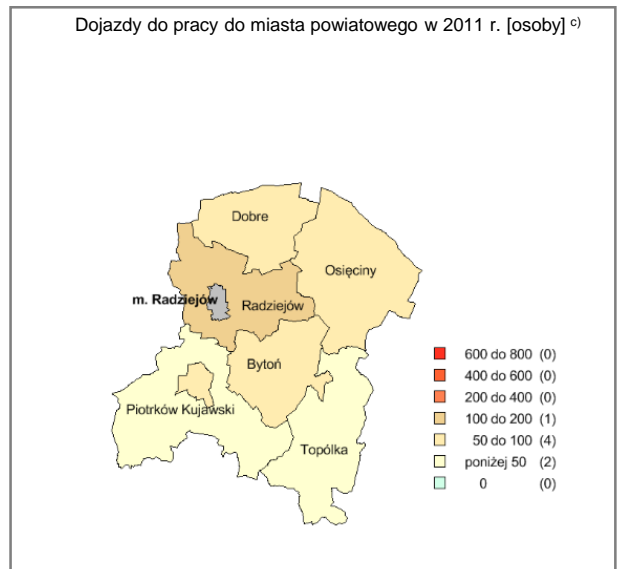 Dojazdy do pracy do miasta powiatowego w 2011 r. [osoby] c)
Dobre
Osięciny
m. Radziejów
Radziejów
Bytoń
Piotrków Kujawski
Topólka
600 do 800 (0)
400 do 600 (0)
200 do 400 (0)
100 do 200 (1)
50 do 100 (4)
poniżej 50 (2)
0 (0)